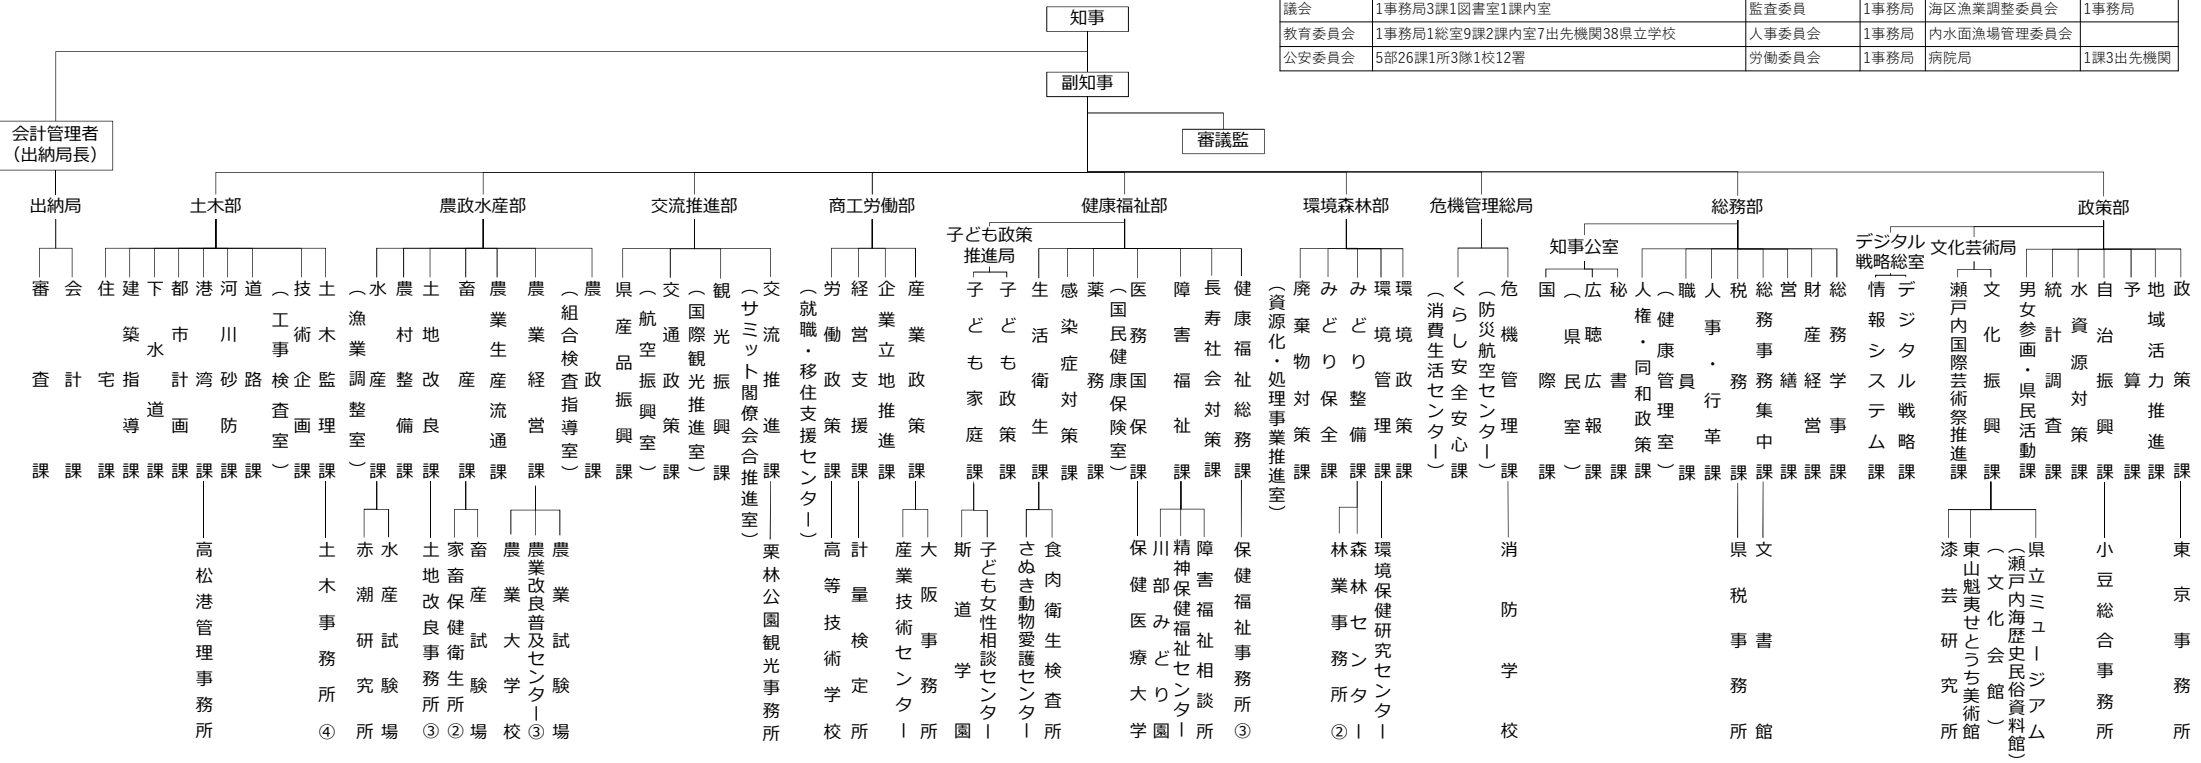 知事
議会 1事務局3課1図書室1課内室 監査委員 1事務局 海区漁業調整委員会 1事務局
教育委員会 1事務局1総室9課2課内室7出先機関38県立学校 人事委員会 1事務局 内水面漁場管理委員会
公安委員会 5部26課1所3隊1校12署 労働委員会 1事務局 病院局 1課3出先機関
副知事
会計管理者
（出納局長）
審議監
出納局
土木部
農政水産部
交流推進部
商工労働部
健康福祉部
環境森林部
危機管理総局
総務部
政策部
子ども政策
推進局
知事公室
デジタル
戦略総室
文化芸術局
政策課
地域活力推進課
予算課
自治振興課
水資源対策課
統計調査課
男女参画・県民活動課
文化振興課
瀬戸内国際芸術祭推進課
デジタル戦略課
情報システム課
総務学事課
財産経営課
営繕課
総務事務集中課
税務課
人事・行革課
職員課
（健康管理室）
人権・同和政策課
秘書課
広聴広報課
（県民室）
国際課
危機管理課
（防災航空センター）
くらし安全安心課
（消費生活センター）
環境政策課
環境管理課
みどり整備課
みどり保全課
廃棄物対策課
（資源化・処理事業推進室）
健康福祉総務課
長寿社会対策課
障害福祉課
医務国保課
（国民健康保険室）
薬務課
感染症対策課
生活衛生課
子ども政策課
子ども家庭課
産業政策課
企業立地推進課
経営支援課
労働政策課
（就職・移住支援センター）
交流推進課
（サミット閣僚会合推進室）
観光振興課
（国際観光推進室）
交通政策課
（航空振興室）
県産品振興課
農政課
（組合検査指導室）
農業経営課
農業生産流通課
畜産課
土地改良課
農村整備課
水産課
（漁業調整室）
土木監理課
技術企画課
（工事検査室）
道路課
河川砂防課
港湾課
都市計画課
下水道課
建築指導課
住宅課
会計課
審査課
東京事務所
小豆総合事務所
県立ミュージアム
（瀬戸内海歴史民俗資料館）
（文化会館）
東山魁夷せとうち美術館
漆芸研究所
文書館
県税事務所
消防学校
環境保健研究センター
森林センター
林業事務所②
保健福祉事務所③
障害福祉相談所
精神保健福祉センター
川部みどり園
保健医療大学
食肉衛生検査所
さぬき動物愛護センター
子ども女性相談センター
斯道学園
大阪事務所
産業技術センター
計量検定所
高等技術学校
栗林公園観光事務所
農業試験場
農業改良普及センター③
農業大学校
畜産試験場
家畜保健衛生所②
土地改良事務所③
水産試験場
赤潮研究所
土木事務所④
高松港管理事務所